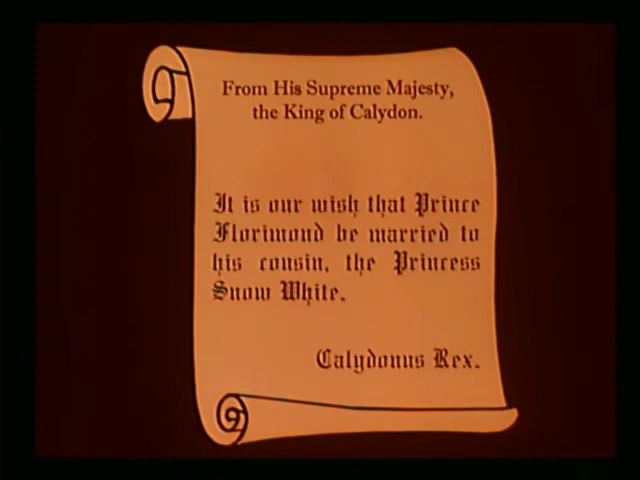 From His Supreme Majesty,
the King of Calydon.
It is our wish that Prince
Florimond be married to
his cousin, the Princess
Snow White.
Calydonus Rex.